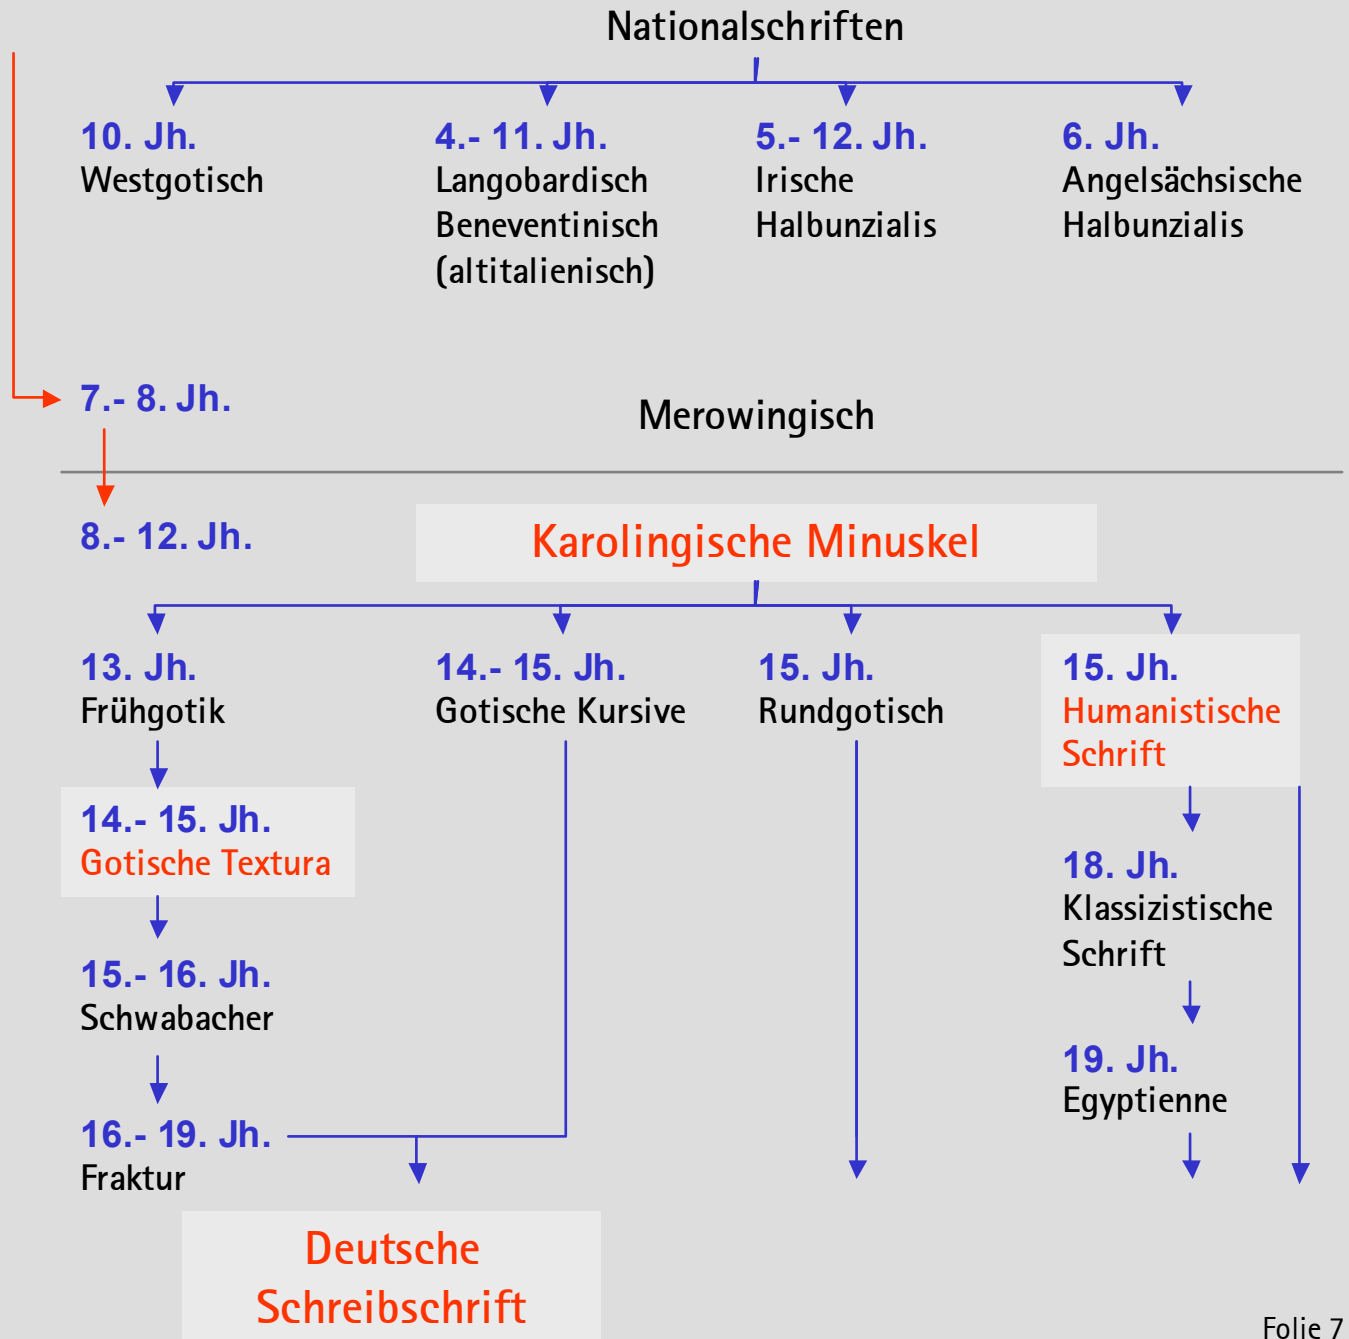 Nationalschriften
10. Jh.
Westgotisch
4.- 11. Jh.
Langobardisch
Beneventinisch
(altitalienisch)
5.- 12. Jh.
Irische
Halbunzialis
6. Jh.
Angelsächsische
Halbunzialis
7.- 8. Jh.
Merowingisch
8.- 12. Jh.
Karolingische Minuskel
13. Jh.
Frühgotik
14.- 15. Jh.
Gotische Textura
15.- 16. Jh.
Schwabacher
16.- 19. Jh.
Fraktur
14.- 15. Jh.
Gotische Kursive
Deutsche
Schreibschrift
15. Jh.
Rundgotisch
15. Jh.
Humanistische
Schrift
18. Jh.
Klassizistische
Schrift
19. Jh.
Egyptienne
Folie 7